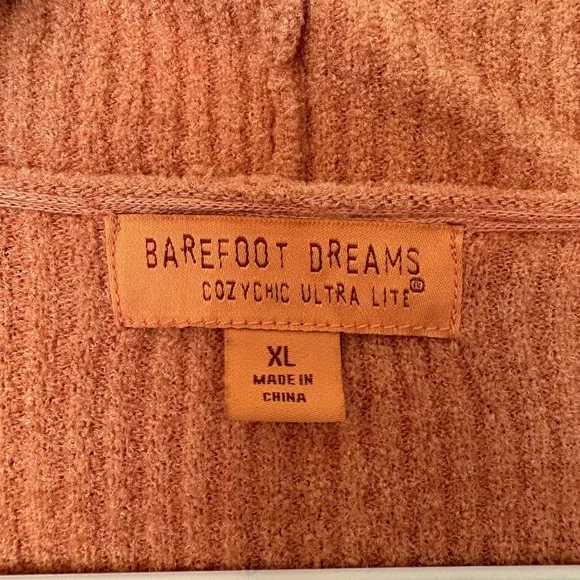 BAREFOOT DREAMS
COZYCHIC ULTRA LITE®
XL
MADE IN
CHINA